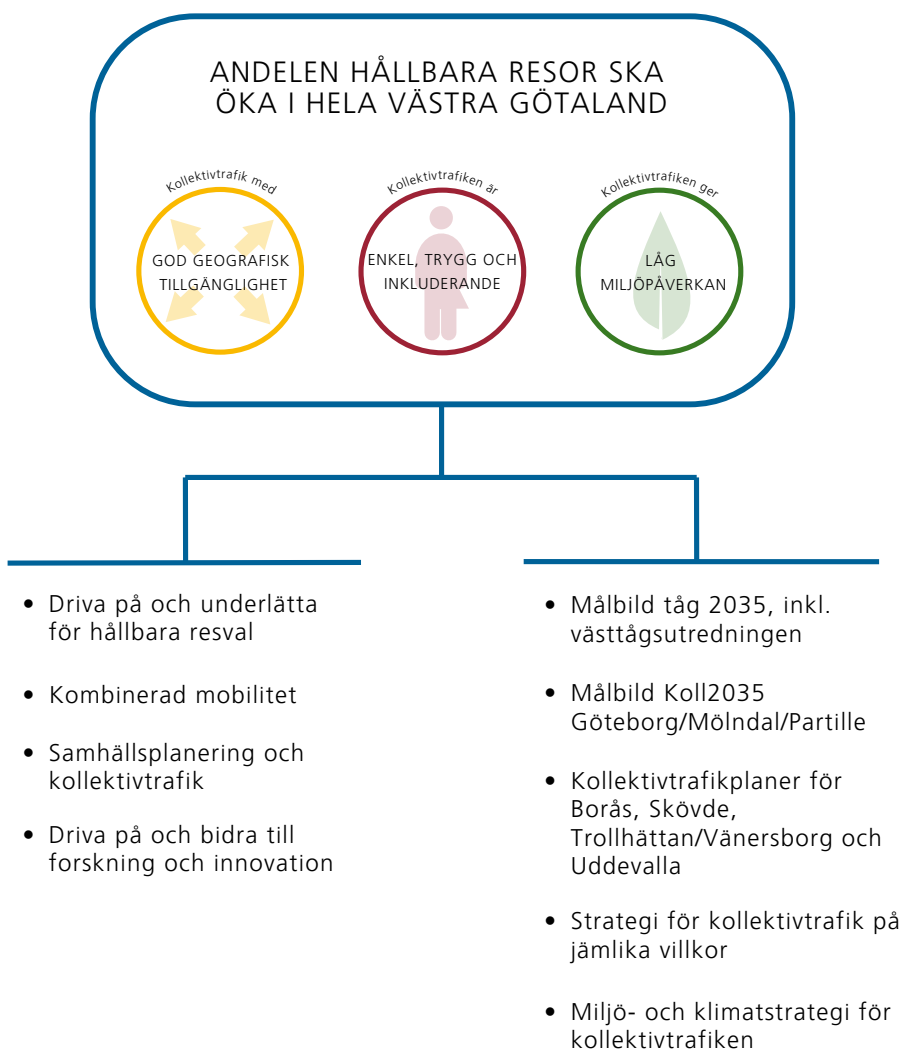 ANDELEN HÅLLBARA RESOR SKA
ÖKA I HELA VÄSTRA GÖTALAND
Kollektivtrafik med
GOD GEOGRAFISK
TILLGÄNGLIGHET
Kollektivtrafiken är
ENKEL, TRYGG OCH
INKLUDERANDE
Kollektivtrafiken ger
LÅG
MILJÖPÅVERKAN
• Driva på och underlätta
för hållbara resval
• Kombinerad mobilitet
• Samhällsplanering och
kollektivtrafik
• Driva på och bidra till
forskning och innovation
• Målbild tåg 2035, inkl.
västtågsutredningen
• Målbild Koll2035
Göteborg/Mölndal/Partille
• Kollektivtrafikplaner för
Borås, Skövde,
Trollhättan/Vänersborg och
Uddevalla
• Strategi för kollektivtrafik på
jämlika villkor
• Miljö- och klimatstrategi för
kollektivtrafiken